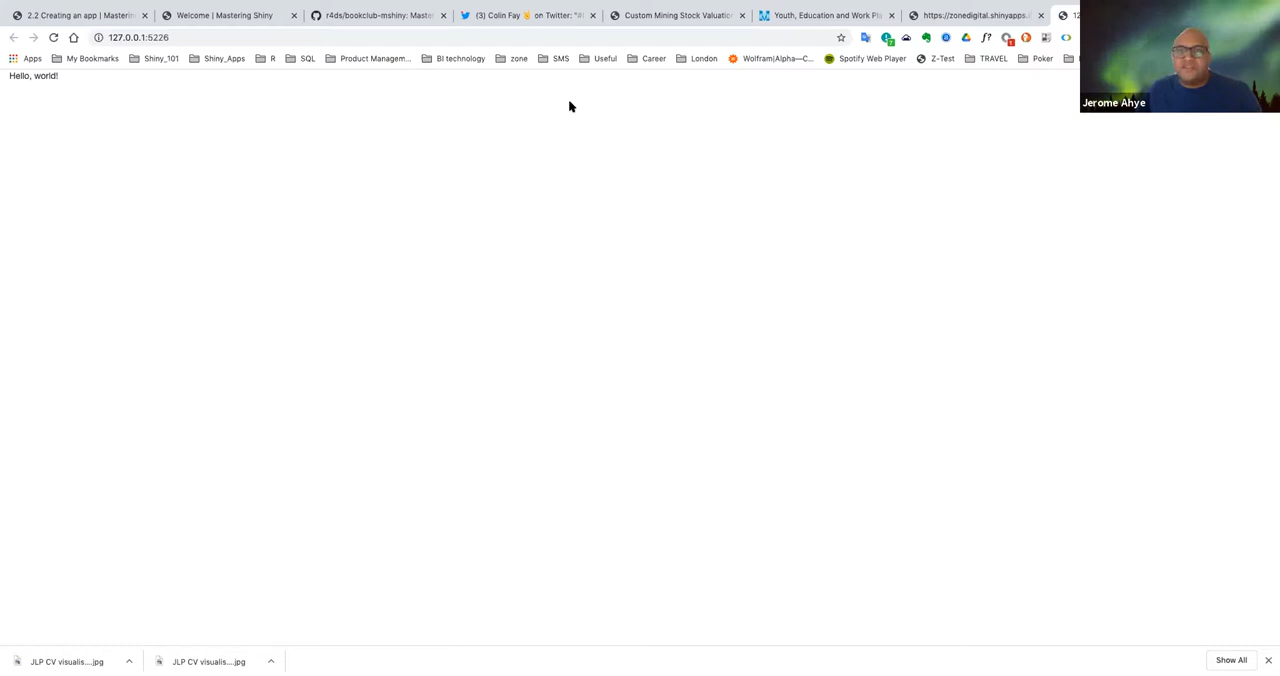 2.2 Creating an app | Masterin
Welcome | Mastering Shiny
r4ds/bookclub-mshiny: Maste
(3) Colin Fay 🤘 on Twitter: "#
Custom Mining Stock Valuation
Youth, Education and Work Pl
https://zonedigital.shinyapps.
12
127.0.0.1:5226
Apps
My Bookmarks
Shiny_101
Shiny_Apps
R
SQL
Product Managem...
BI technology
zone
SMS
Useful
Career
London
Wolfram|Alpha—C...
Spotify Web Player
Z-Test
TRAVEL
Poker
Hello, world!
Jerome Ahye
JLP CV visualis....jpg
JLP CV visualis....jpg
Show All